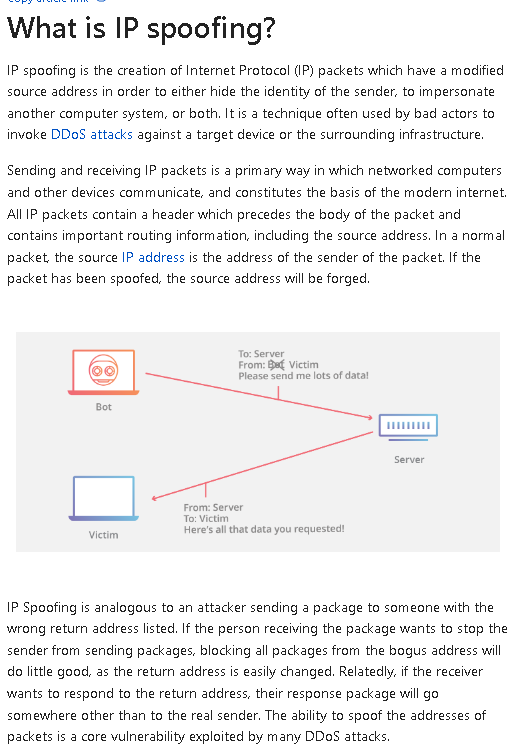 What is IP spoofing?
IP spoofing is the creation of Internet Protocol (IP) packets which have a modified
source address in order to either hide the identity of the sender, to impersonate
another computer system, or both. It is a technique often used by bad actors to
invoke DDoS attacks against a target device or the surrounding infrastructure.
Sending and receiving IP packets is a primary way in which networked computers
and other devices communicate, and constitutes the basis of the modern internet.
All IP packets contain a header which precedes the body of the packet and
contains important routing information, including the source address. In a normal
packet, the source IP address is the address of the sender of the packet. If the
packet has been spoofed, the source address will be forged.
To: Server
From: Bot Victim
Please send me lots of data!
Bot
Server
From: Server
To: Victim
Here's all that data you requested!
Victim
IP Spoofing is analogous to an attacker sending a package to someone with the
wrong return address listed. If the person receiving the package wants to stop the
sender from sending packages, blocking all packages from the bogus address will
do little good, as the return address is easily changed. Relatedly, if the receiver
wants to respond to the return address, their response package will go
somewhere other than to the real sender. The ability to spoof the addresses of
packets is a core vulnerability exploited by many DDoS attacks.